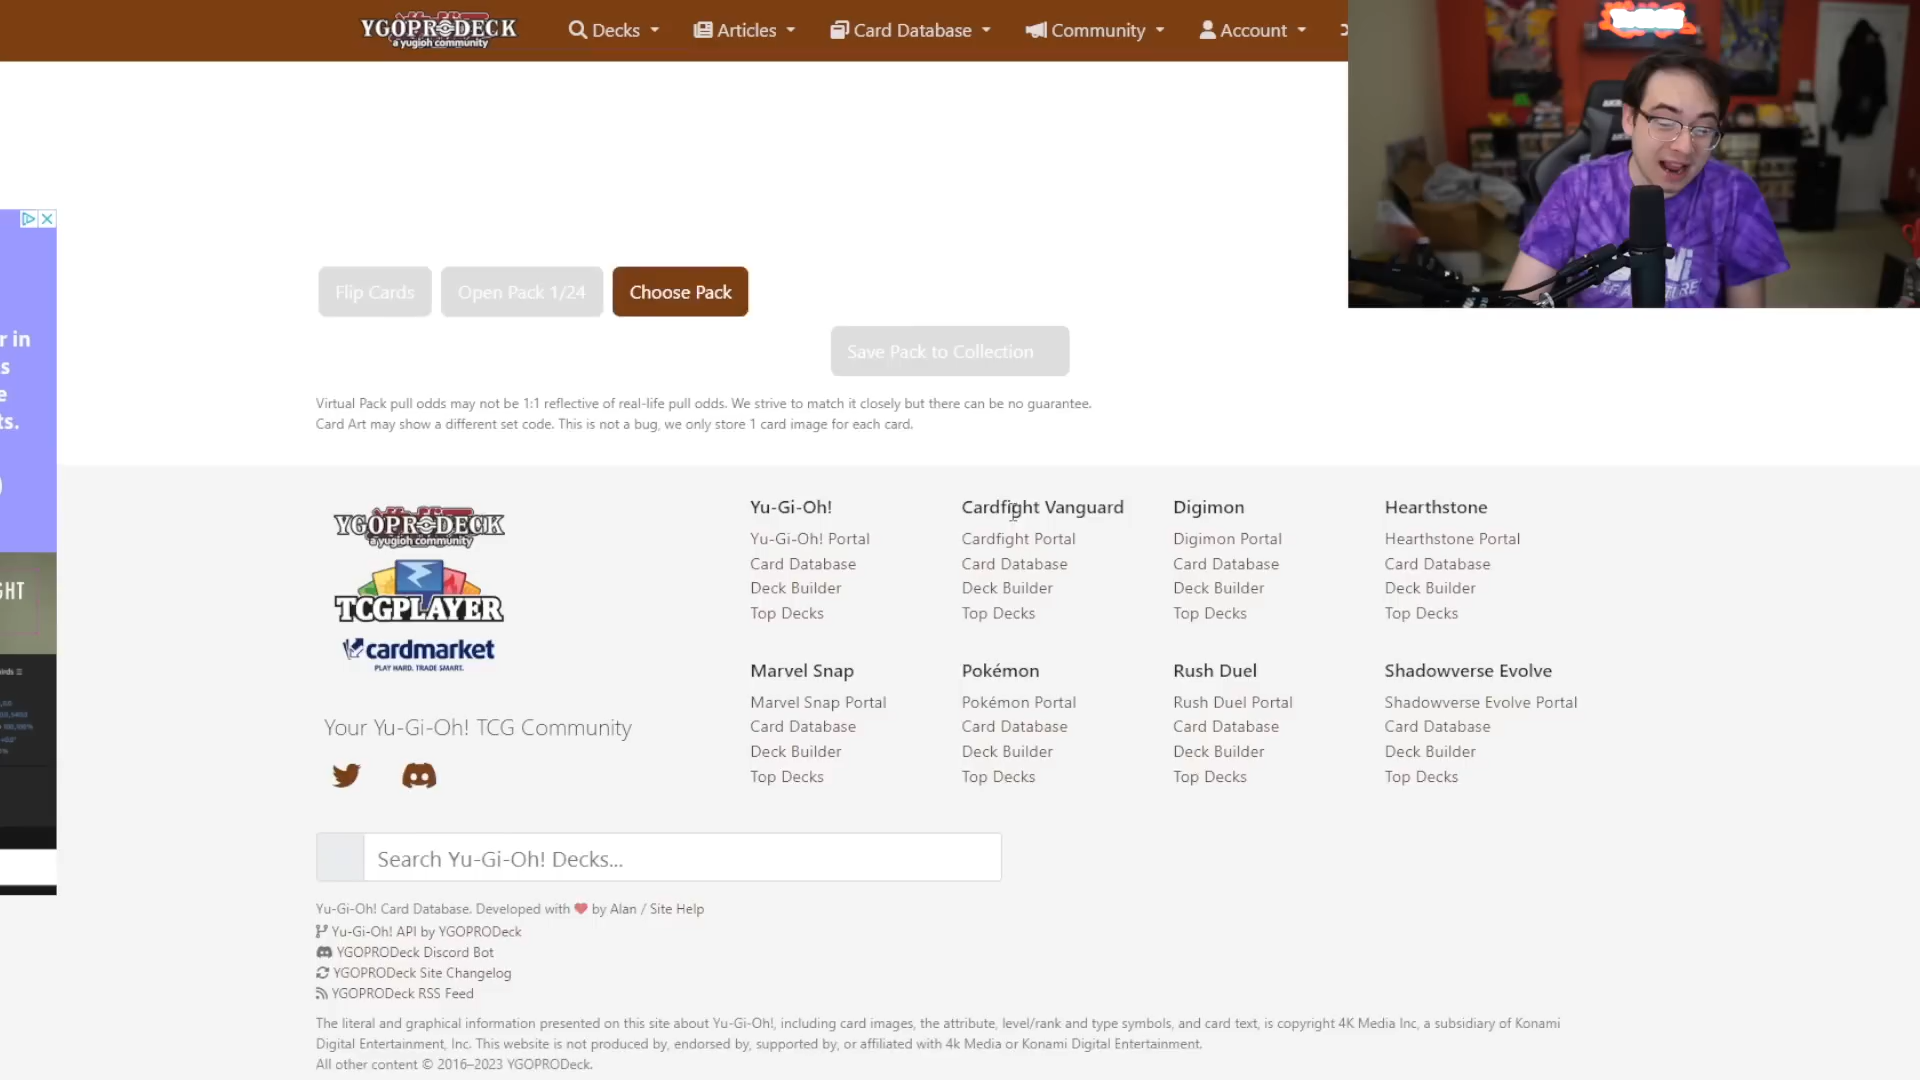 YGOPRODECK
a yugioh community
Decks
Articles
Card Database
Community
Account
r in
s
e
ts.
GHT
Flip Cards
Open Pack 1/24
Choose Pack
Save Pack to Collection
Virtual Pack pull odds may not be 1:1 reflective of real-life pull odds. We strive to match it closely but there can be no guarantee.
Card Art may show a different set code. This is not a bug, we only store 1 card image for each card.
YGOPRODECK
a yugioh community
TCGPLAYER
cardmarket
PLAY HARD. TRADE SMART.
Your Yu-Gi-Oh! TCG Community
Yu-Gi-Oh!
Yu-Gi-Oh! Portal
Card Database
Deck Builder
Top Decks
Cardfight Vanguard
Cardfight Portal
Card Database
Deck Builder
Top Decks
Digimon
Digimon Portal
Card Database
Deck Builder
Top Decks
Hearthstone
Hearthstone Portal
Card Database
Deck Builder
Top Decks
Marvel Snap
Marvel Snap Portal
Card Database
Deck Builder
Top Decks
Pokémon
Pokémon Portal
Card Database
Deck Builder
Top Decks
Rush Duel
Rush Duel Portal
Card Database
Deck Builder
Top Decks
Shadowverse Evolve
Shadowverse Evolve Portal
Card Database
Deck Builder
Top Decks
Search Yu-Gi-Oh! Decks...
Yu-Gi-Oh! Card Database. Developed with ❤ by Alan / Site Help
Yu-Gi-Oh! API by YGOPRODeck
YGOPRODeck Discord Bot
YGOPRODeck Site Changelog
YGOPRODeck RSS Feed
The literal and graphical information presented on this site about Yu-Gi-Oh!, including card images, the attribute, level/rank and type symbols, and card text, is copyright 4K Media Inc, a subsidiary of Konami
Digital Entertainment, Inc. This website is not produced by, endorsed by, supported by, or affiliated with 4k Media or Konami Digital Entertainment.
All other content © 2016–2023 YGOPRODeck.